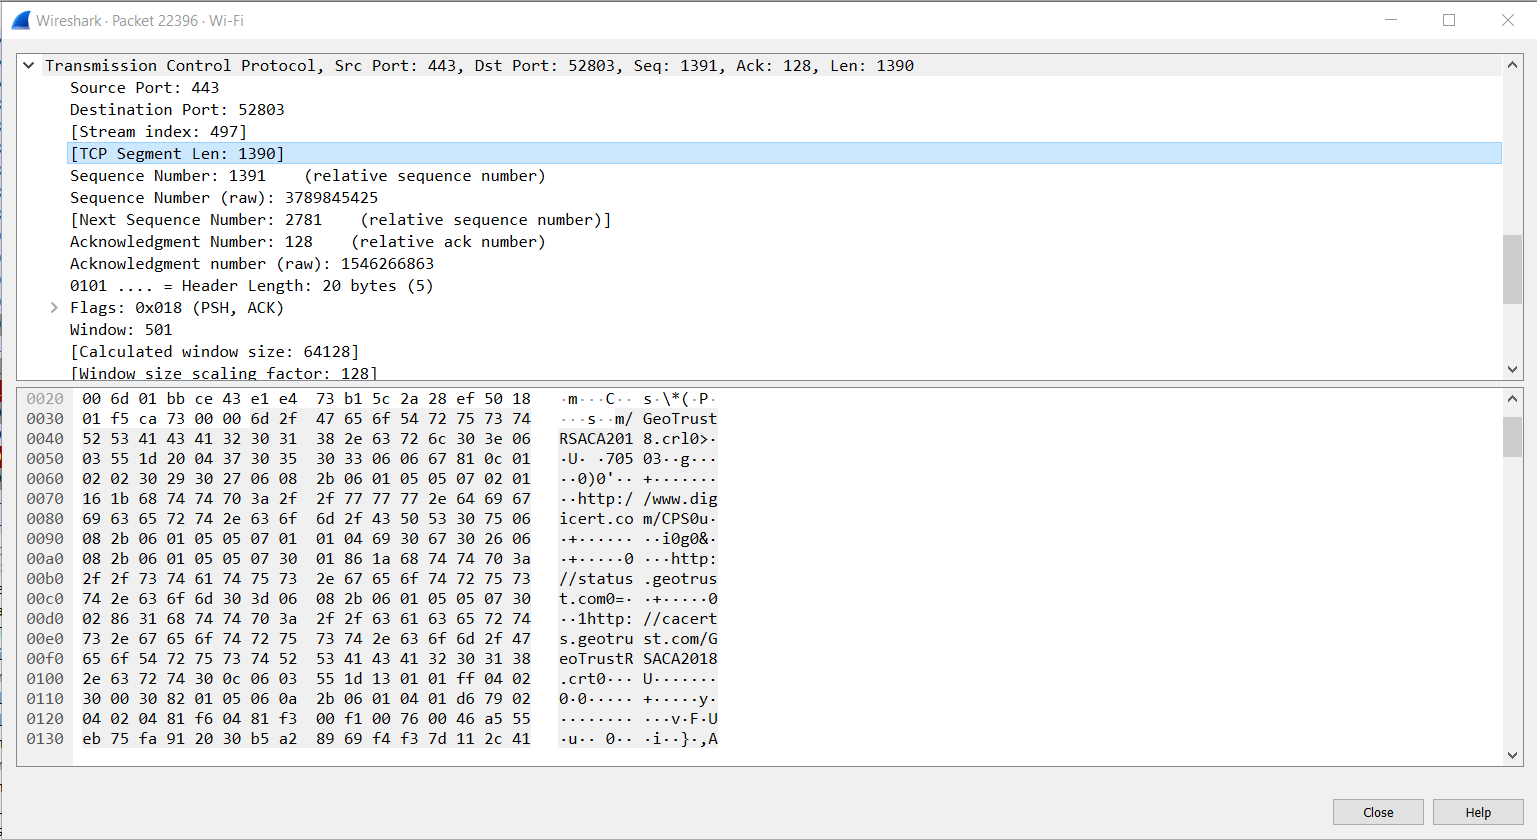 Wireshark · Packet 22396 · Wi-Fi
Transmission Control Protocol, Src Port: 443, Dst Port: 52803, Seq: 1391, Ack: 128, Len: 1390
Source Port: 443
Destination Port: 52803
[Stream index: 497]
[TCP Segment Len: 1390]
Sequence Number: 1391    (relative sequence number)
Sequence Number (raw): 3789845425
[Next Sequence Number: 2781    (relative sequence number)]
Acknowledgment Number: 128    (relative ack number)
Acknowledgment number (raw): 1546266863
0101 .... = Header Length: 20 bytes (5)
Flags: 0x018 (PSH, ACK)
Window: 501
[Calculated window size: 64128]
[Window size scaling factor: 128]
0020  00 6d 01 bb ce 43 e1 e4  73 b1 5c 2a 28 ef 50 18  ·m···C·· s·\*(·P·
0030  01 f5 ca 73 00 00 6d 2f  47 65 6f 54 72 75 73 74  ···s··m/ GeoTrust
0040  52 53 41 43 41 32 30 31  38 2e 63 72 6c 30 3e 06  RSACA201 8.crl0>·
0050  03 55 1d 20 04 37 30 35  30 33 06 06 67 81 0c 01  ·U· ·705 03··g···
0060  02 02 30 29 30 27 06 08  2b 06 01 05 05 07 02 01  ··0)0'·· +·······
0070  16 1b 68 74 74 70 3a 2f  2f 77 77 77 2e 64 69 67  ··http:/ /www.dig
0080  69 63 65 72 74 2e 63 6f  6d 2f 43 50 53 30 75 06  icert.co m/CPS0u·
0090  08 2b 06 01 05 05 07 01  01 04 69 30 67 30 26 06  ·+······ ··i0g0&·
00a0  08 2b 06 01 05 05 07 30  01 86 1a 68 74 74 70 3a  ·+·····0 ···http:
00b0  2f 2f 73 74 61 74 75 73  2e 67 65 6f 74 72 75 73  //status .geotrus
00c0  74 2e 63 6f 6d 30 3d 06  08 2b 06 01 05 05 07 30  t.com0=· ·+·····0
00d0  02 86 31 68 74 74 70 3a  2f 2f 63 61 63 65 72 74  ··1http: //cacert
00e0  73 2e 67 65 6f 74 72 75  73 74 2e 63 6f 6d 2f 47  s.geotru st.com/G
00f0  65 6f 54 72 75 73 74 52  53 41 43 41 32 30 31 38  eoTrustR SACA2018
0100  2e 63 72 74 30 0c 06 03  55 1d 13 01 01 ff 04 02  .crt0··· U·······
0110  30 00 30 82 01 05 06 0a  2b 06 01 04 01 d6 79 02  0·0····· +·····y·
0120  04 02 04 81 f6 04 81 f3  00 f1 00 76 00 46 a5 55  ········ ···v·F·U
0130  eb 75 fa 91 20 30 b5 a2  89 69 f4 f3 7d 11 2c 41  ·u·· 0·· ·i··}·,A
Close
Help